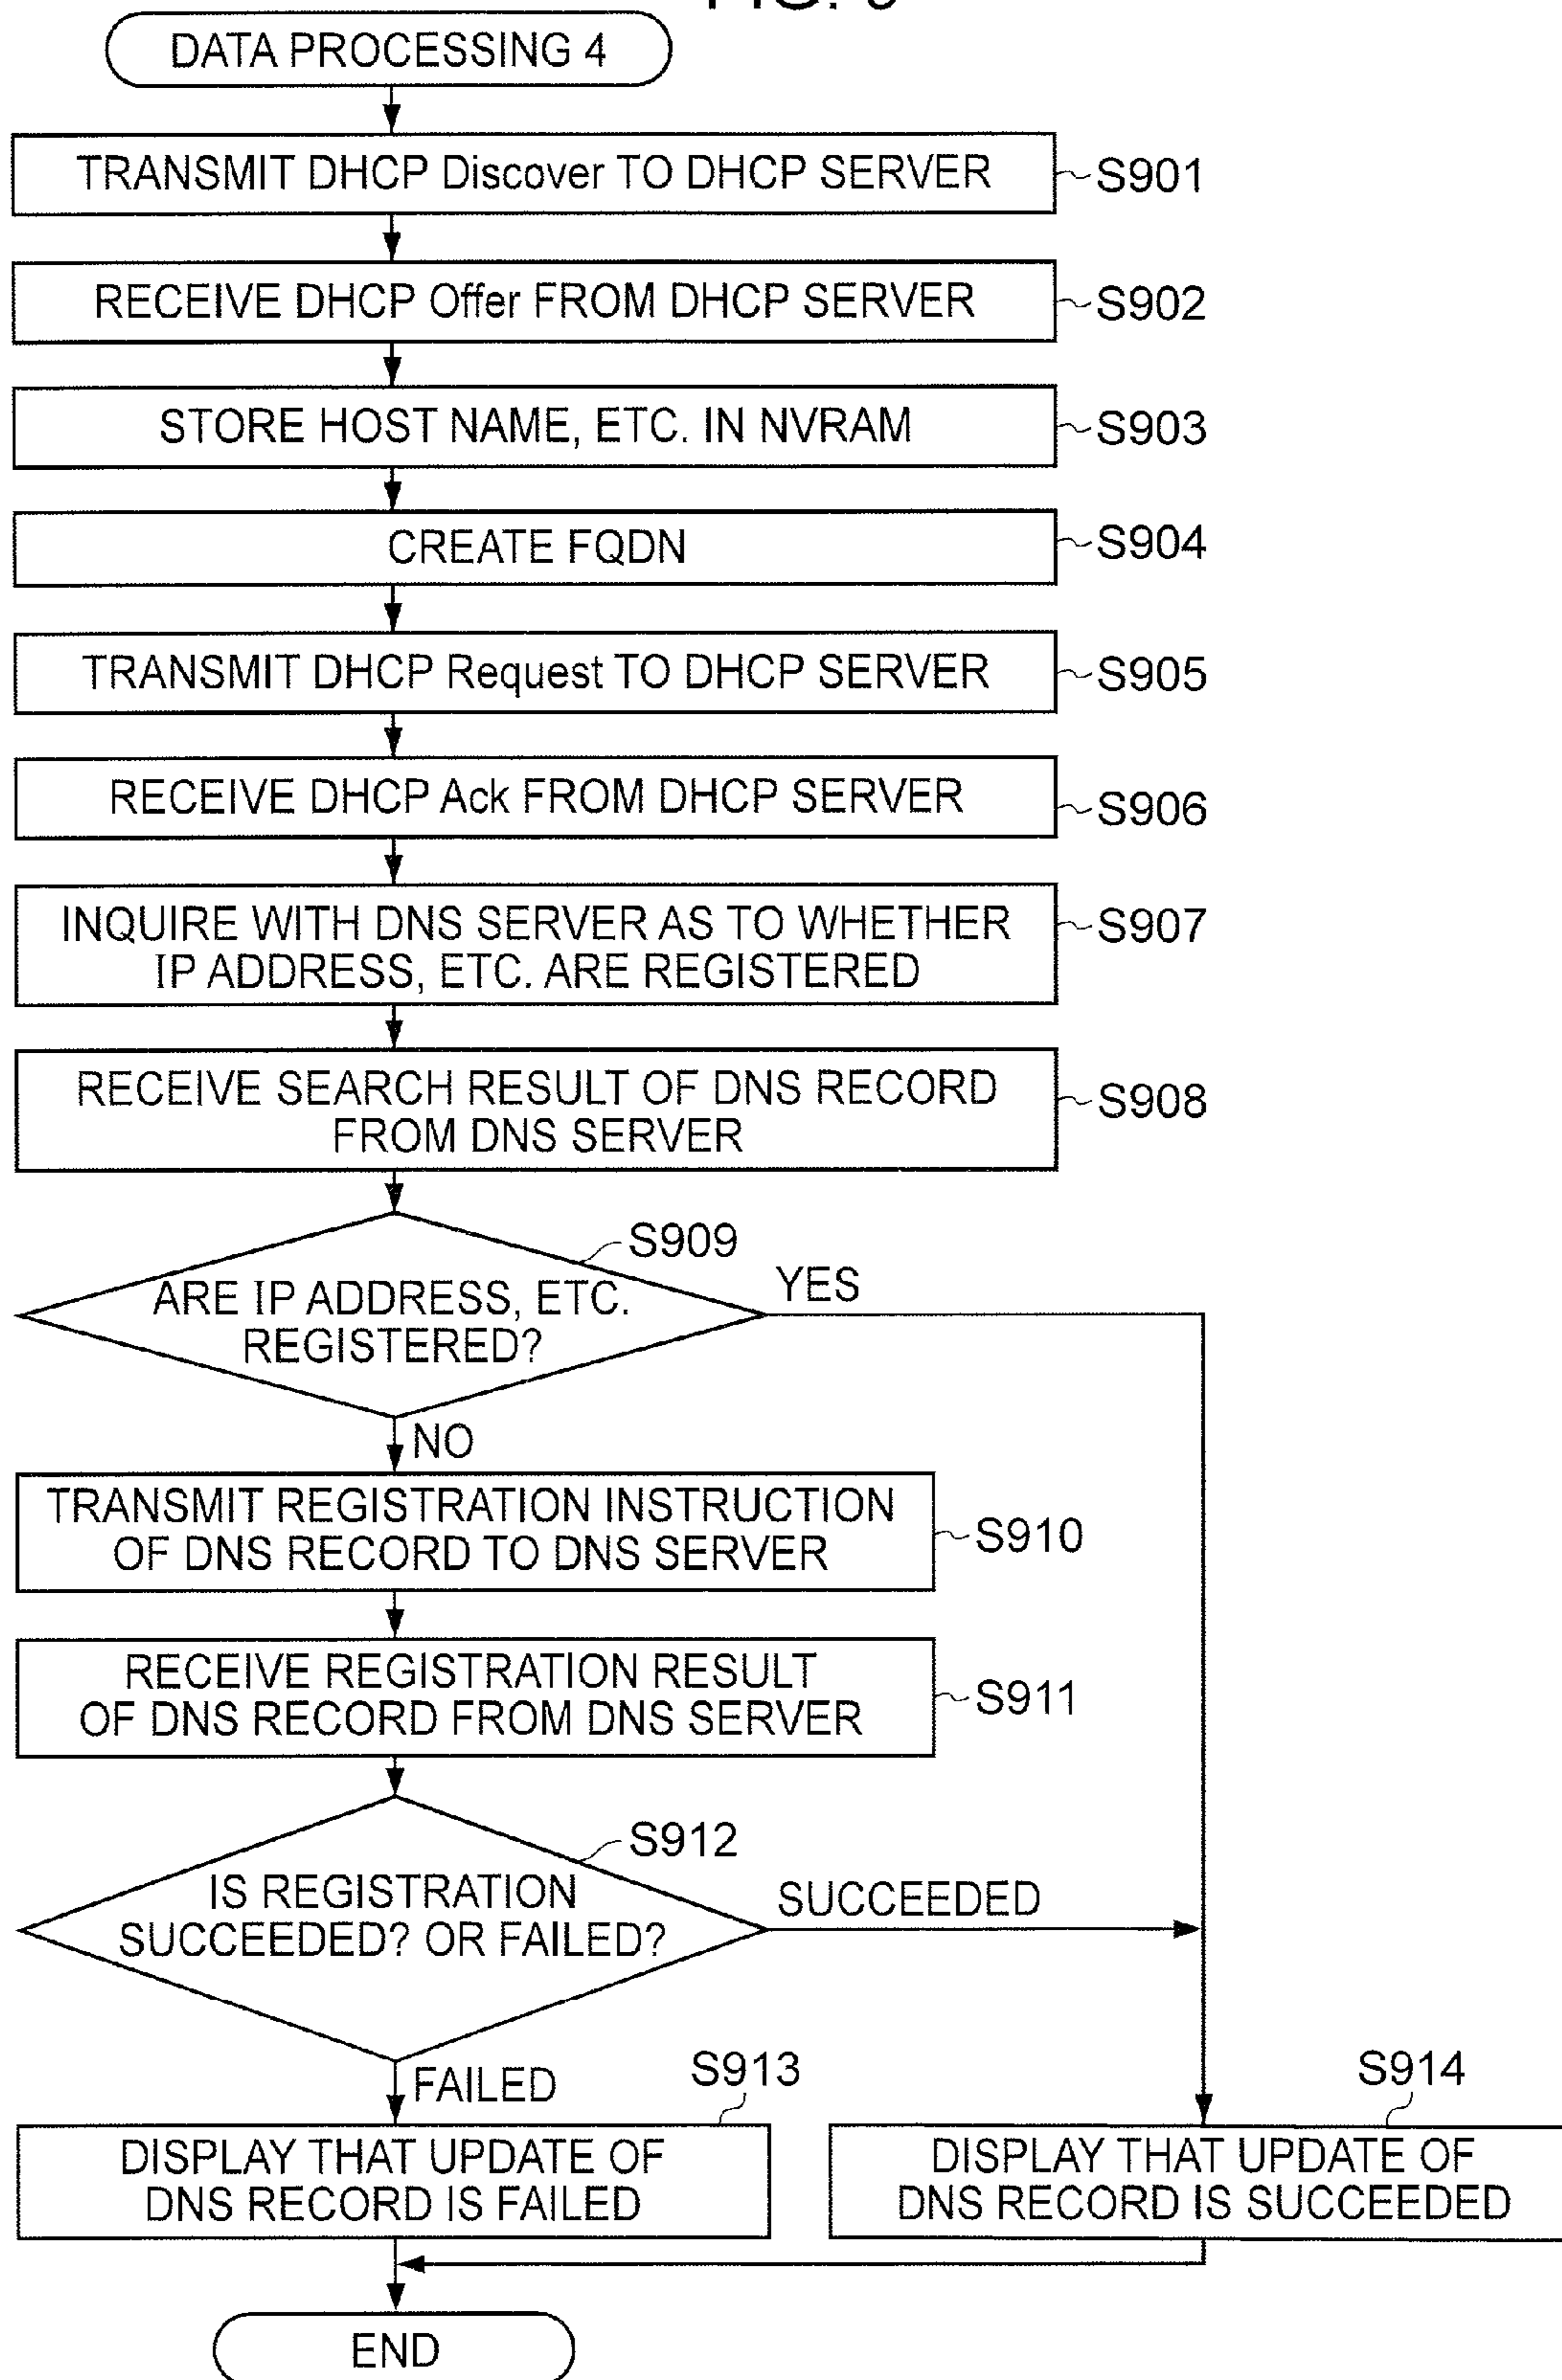 DATA PROCESSING 4
TRANSMIT DHCP Discover TO DHCP SERVER
S901
RECEIVE DHCP Offer FROM DHCP SERVER
S902
STORE HOST NAME, ETC. IN NVRAM
S903
CREATE FQDN
S904
TRANSMIT DHCP Request TO DHCP SERVER
S905
RECEIVE DHCP Ack FROM DHCP SERVER
S906
INQUIRE WITH DNS SERVER AS TO WHETHER
IP ADDRESS, ETC. ARE REGISTERED
S907
RECEIVE SEARCH RESULT OF DNS RECORD
FROM DNS SERVER
S908
S909
ARE IP ADDRESS, ETC.
REGISTERED?
YES
NO
TRANSMIT REGISTRATION INSTRUCTION
OF DNS RECORD TO DNS SERVER
S910
RECEIVE REGISTRATION RESULT
OF DNS RECORD FROM DNS SERVER
S911
S912
IS REGISTRATION
SUCCEEDED? OR FAILED?
SUCCEEDED
FAILED
S913
DISPLAY THAT UPDATE OF
DNS RECORD IS FAILED
S914
DISPLAY THAT UPDATE OF
DNS RECORD IS SUCCEEDED
END